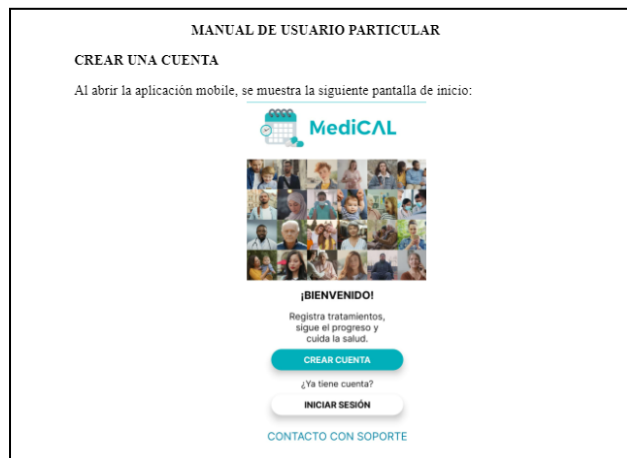 MANUAL DE USUARIO PARTICULAR
CREAR UNA CUENTA
Al abrir la aplicación mobile, se muestra la siguiente pantalla de inicio:
MediCAL
¡BIENVENIDO!
Registra tratamientos,
sigue el progreso y
cuida la salud.
CREAR CUENTA
¿Ya tiene cuenta?
INICIAR SESIÓN
CONTACTO CON SOPORTE